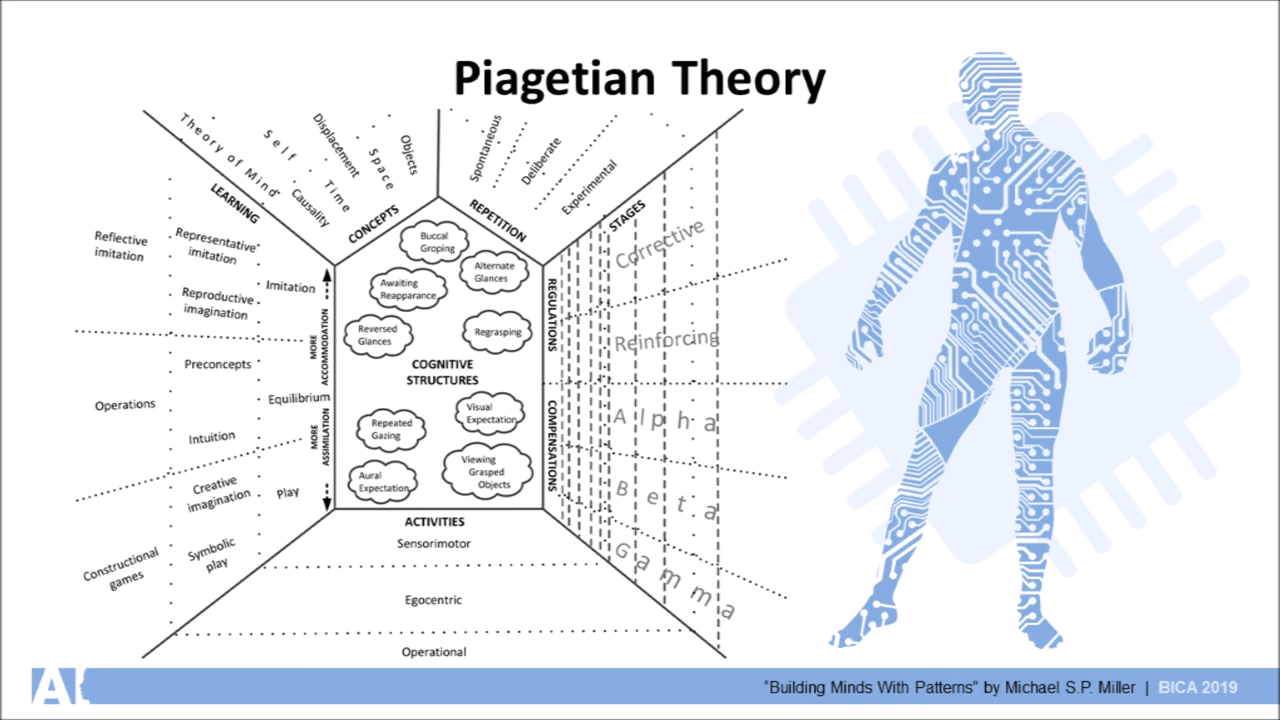 Piagetian Theory
Theory of Mind
Self
Displacement
Space
Objects
Time
Causality
Spontaneous
Deliberate
Experimental
LEARNING
CONCEPTS
REPETITION
STAGES
Reflective
imitation
Representative
imitation
Imitation
Reproductive
imagination
Preconcepts
Operations
Equilibrium
Intuition
Creative
imagination
Play
Constructional
games
Symbolic
play
MORE
ACCOMMODATION
MORE
ASSIMILATION
Buccal
Groping
Alternate
Glances
Awaiting
Reapparance
Reversed
Glances
Regrasping
COGNITIVE
STRUCTURES
Visual
Expectation
Repeated
Gazing
Viewing
Grasped
Objects
Aural
Expectation
REGULATIONS
COMPENSATIONS
Corrective
Reinforcing
Alpha
Beta
Gamma
ACTIVITIES
Sensorimotor
Egocentric
Operational
A
"Building Minds With Patterns" by Michael S.P. Miller | BICA 2019